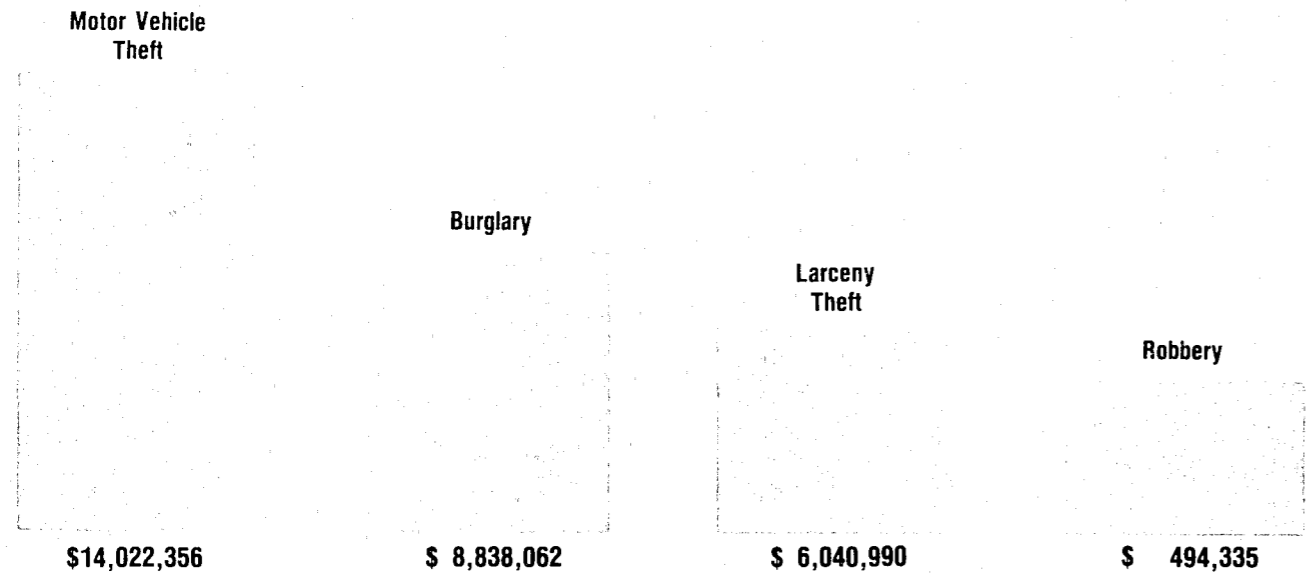 Motor Vehicle
Theft
Burglary
Larceny
Theft
Robbery
$14,022,356
$ 8,838,062
$ 6,040,990
$ 494,335